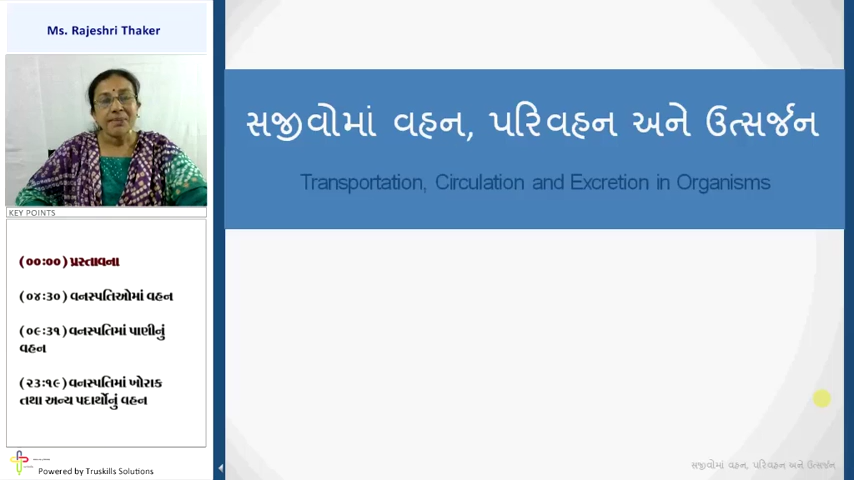 Ms. Rajeshri Thaker
KEY POINTS
(૦૦:૦૦) પ્રસ્તાવના
(૦૪:૩૦) વનસ્પતિઓમાં વહન
(૦૯:૩૧) વનસ્પતિમાં પાણીનું
વહન
(૨૩:૧૯) વનસ્પતિમાં ખોરાક
તથા અન્ય પદાર્થોનું વહન
Powered by Truskills Solutions
સજીવોમાં વહન, પરિવહન અને ઉત્સર્જન
Transportation, Circulation and Excretion in Organisms
સજીવોમાં વહન, પરિવહન અને ઉત્સર્જન